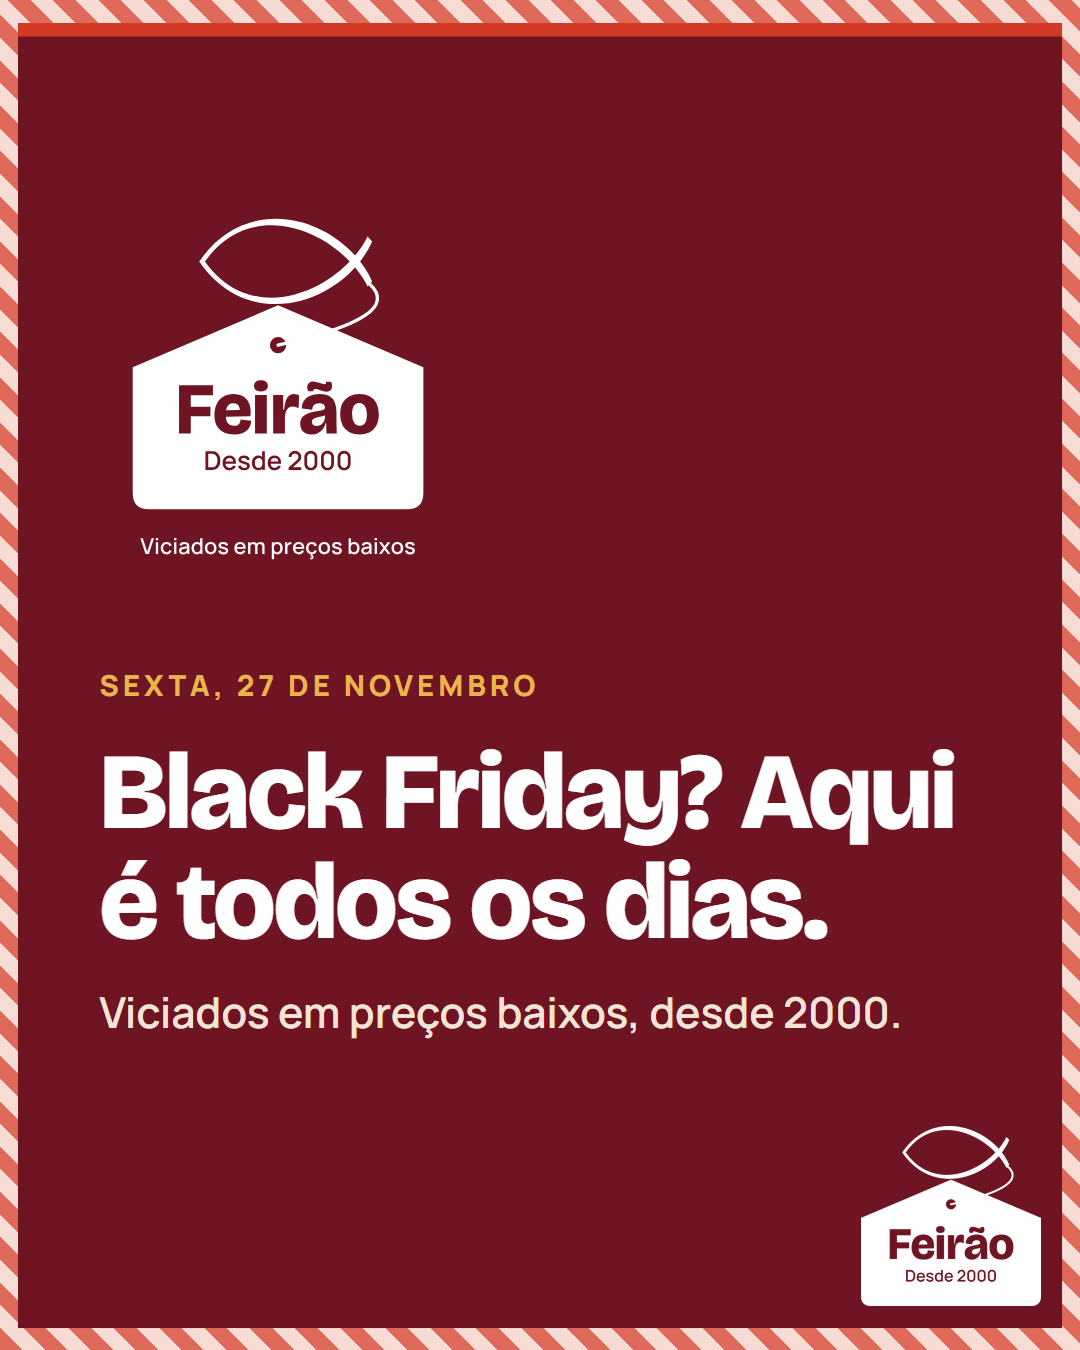 Feirão
Desde 2000
Viciados em preços baixos
SEXTA, 27 DE NOVEMBRO
Black Friday? Aqui
é todos os dias.
Viciados em preços baixos, desde 2000.
Feirão
Desde 2000